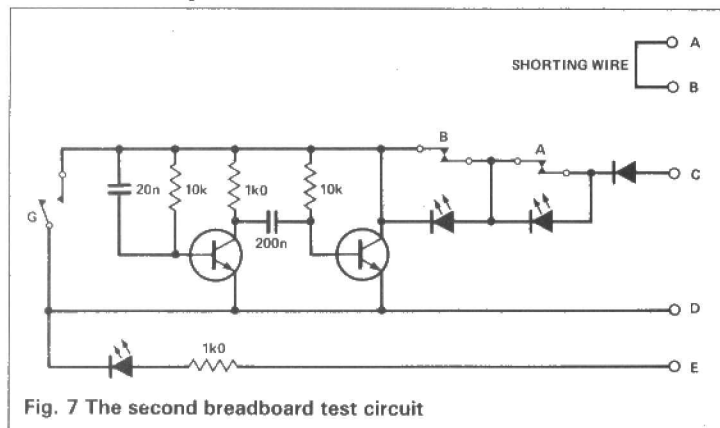 A
SHORTING WIRE
B
B
A
C
20n
10k
1k0
10k
G
200n
D
1k0
E
Fig. 7 The second breadboard test circuit